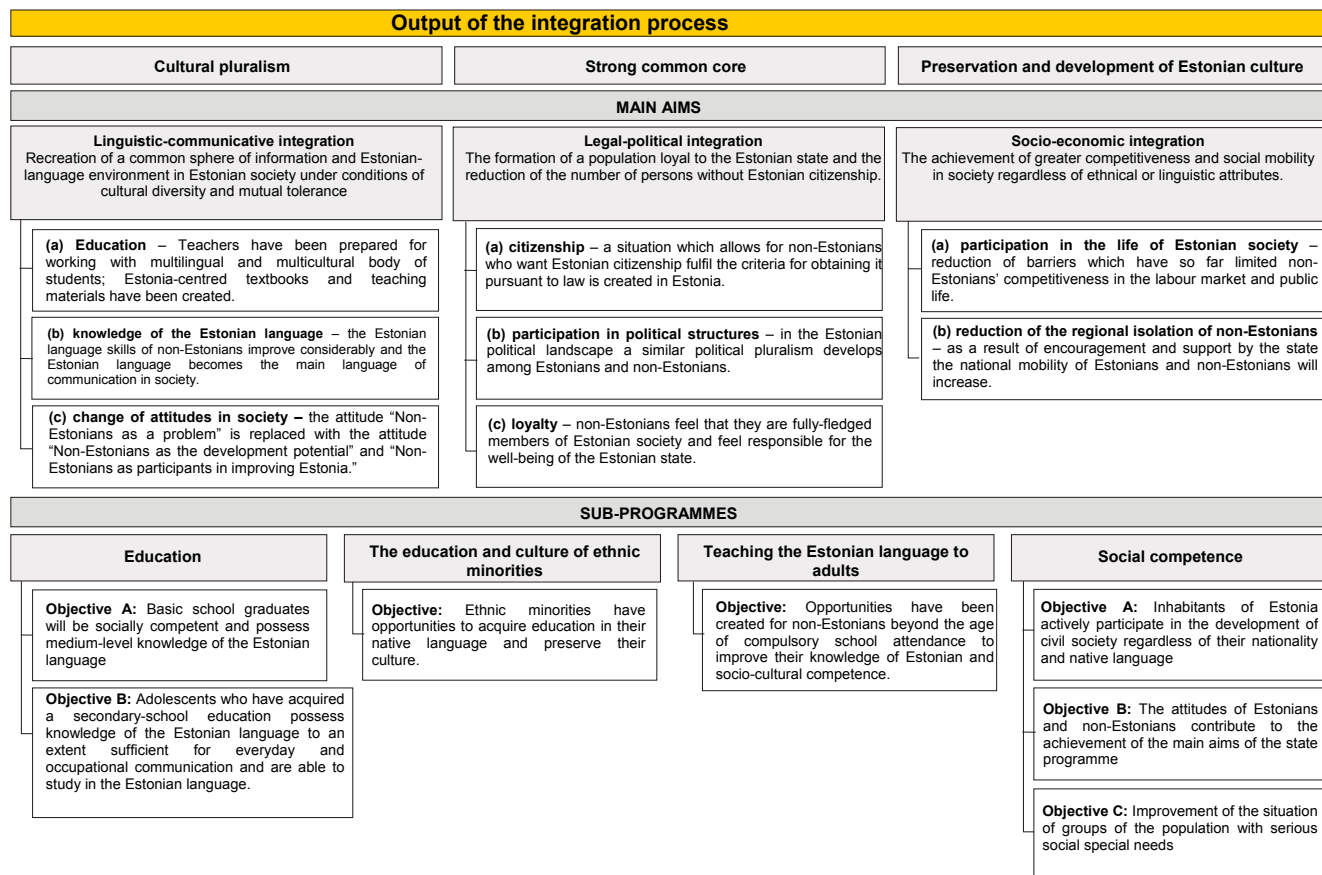 Output of the integration process
Cultural pluralism
Strong common core
Preservation and development of Estonian culture
MAIN AIMS
Linguistic-communicative integration
Recreation of a common sphere of information and Estonian-
language environment in Estonian society under conditions of
cultural diversity and mutual tolerance
(a) Education – Teachers have been prepared for
working with multilingual and multicultural body of
students; Estonia-centred textbooks and teaching
materials have been created.
(b) knowledge of the Estonian language – the Estonian
language skills of non-Estonians improve considerably and the
Estonian language becomes the main language of
communication in society.
(c) change of attitudes in society – the attitude “Non-
Estonians as a problem” is replaced with the attitude
“Non-Estonians as the development potential” and “Non-
Estonians as participants in improving Estonia.”
Legal-political integration
The formation of a population loyal to the Estonian state and the
reduction of the number of persons without Estonian citizenship.
(a) citizenship – a situation which allows for non-Estonians
who want Estonian citizenship fulfil the criteria for obtaining it
pursuant to law is created in Estonia.
(b) participation in political structures – in the Estonian
political landscape a similar political pluralism develops
among Estonians and non-Estonians.
(c) loyalty – non-Estonians feel that they are fully-fledged
members of Estonian society and feel responsible for the
well-being of the Estonian state.
Socio-economic integration
The achievement of greater competitiveness and social mobility
in society regardless of ethnical or linguistic attributes.
(a) participation in the life of Estonian society –
reduction of barriers which have so far limited non-
Estonians’ competitiveness in the labour market and public
life.
(b) reduction of the regional isolation of non-Estonians
– as a result of encouragement and support by the state
the national mobility of Estonians and non-Estonians will
increase.
SUB-PROGRAMMES
Education
Objective A: Basic school graduates
will be socially competent and possess
medium-level knowledge of the Estonian
language
Objective B: Adolescents who have acquired
a secondary-school education possess
knowledge of the Estonian language to an
extent sufficient for everyday and
occupational communication and are able to
study in the Estonian language.
The education and culture of ethnic
minorities
Objective: Ethnic minorities have
opportunities to acquire education in their
native language and preserve their
culture.
Teaching the Estonian language to
adults
Objective: Opportunities have been
created for non-Estonians beyond the age
of compulsory school attendance to
improve their knowledge of Estonian and
socio-cultural competence.
Social competence
Objective A: Inhabitants of Estonia
actively participate in the development of
civil society regardless of their nationality
and native language
Objective B: The attitudes of Estonians
and non-Estonians contribute to the
achievement of the main aims of the state
programme
Objective C: Improvement of the situation
of groups of the population with serious
social special needs